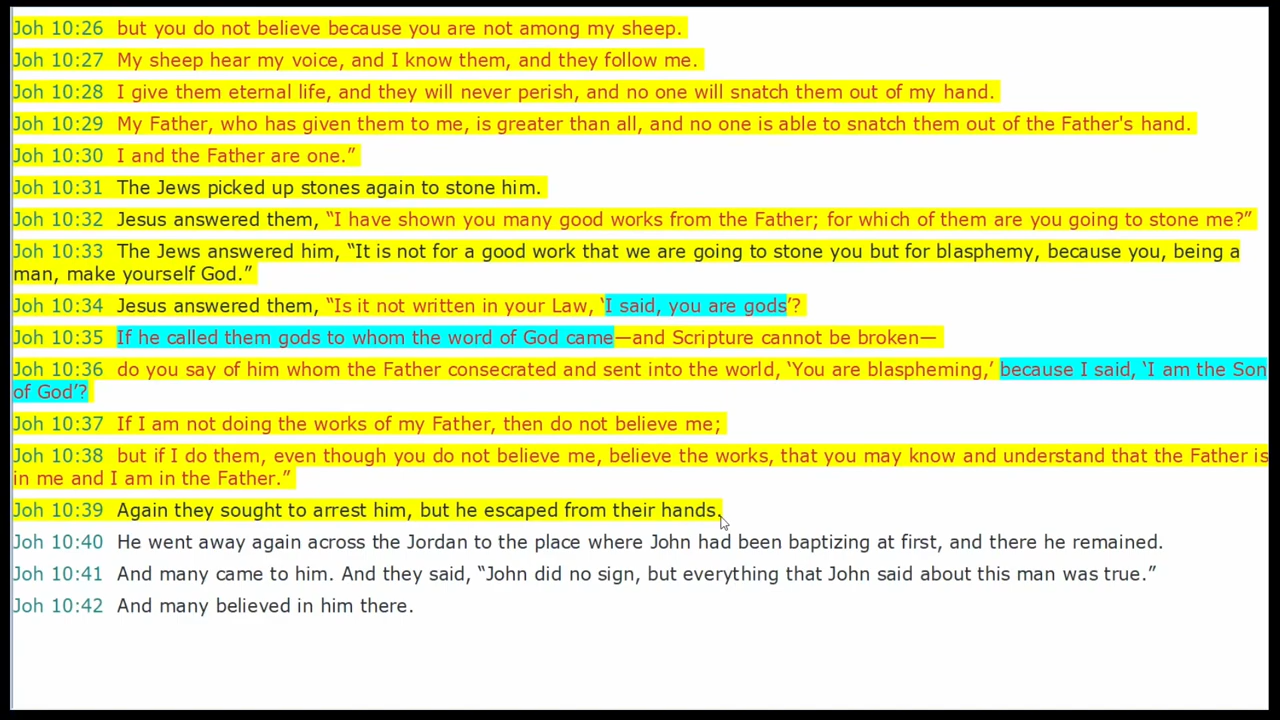 Joh 10:26 but you do not believe because you are not among my sheep.
Joh 10:27 My sheep hear my voice, and I know them, and they follow me.
Joh 10:28 I give them eternal life, and they will never perish, and no one will snatch them out of my hand.
Joh 10:29 My Father, who has given them to me, is greater than all, and no one is able to snatch them out of the Father's hand.
Joh 10:30 I and the Father are one.”
Joh 10:31 The Jews picked up stones again to stone him.
Joh 10:32 Jesus answered them, “I have shown you many good works from the Father; for which of them are you going to stone me?”
Joh 10:33 The Jews answered him, “It is not for a good work that we are going to stone you but for blasphemy, because you, being a
man, make yourself God.”
Joh 10:34 Jesus answered them, “Is it not written in your Law, ‘I said, you are gods’?
Joh 10:35 If he called them gods to whom the word of God came—and Scripture cannot be broken—
Joh 10:36 do you say of him whom the Father consecrated and sent into the world, ‘You are blaspheming,’ because I said, ‘I am the Son
of God’?
Joh 10:37 If I am not doing the works of my Father, then do not believe me;
Joh 10:38 but if I do them, even though you do not believe me, believe the works, that you may know and understand that the Father is
in me and I am in the Father.”
Joh 10:39 Again they sought to arrest him, but he escaped from their hands.
Joh 10:40 He went away again across the Jordan to the place where John had been baptizing at first, and there he remained.
Joh 10:41 And many came to him. And they said, “John did no sign, but everything that John said about this man was true.”
Joh 10:42 And many believed in him there.